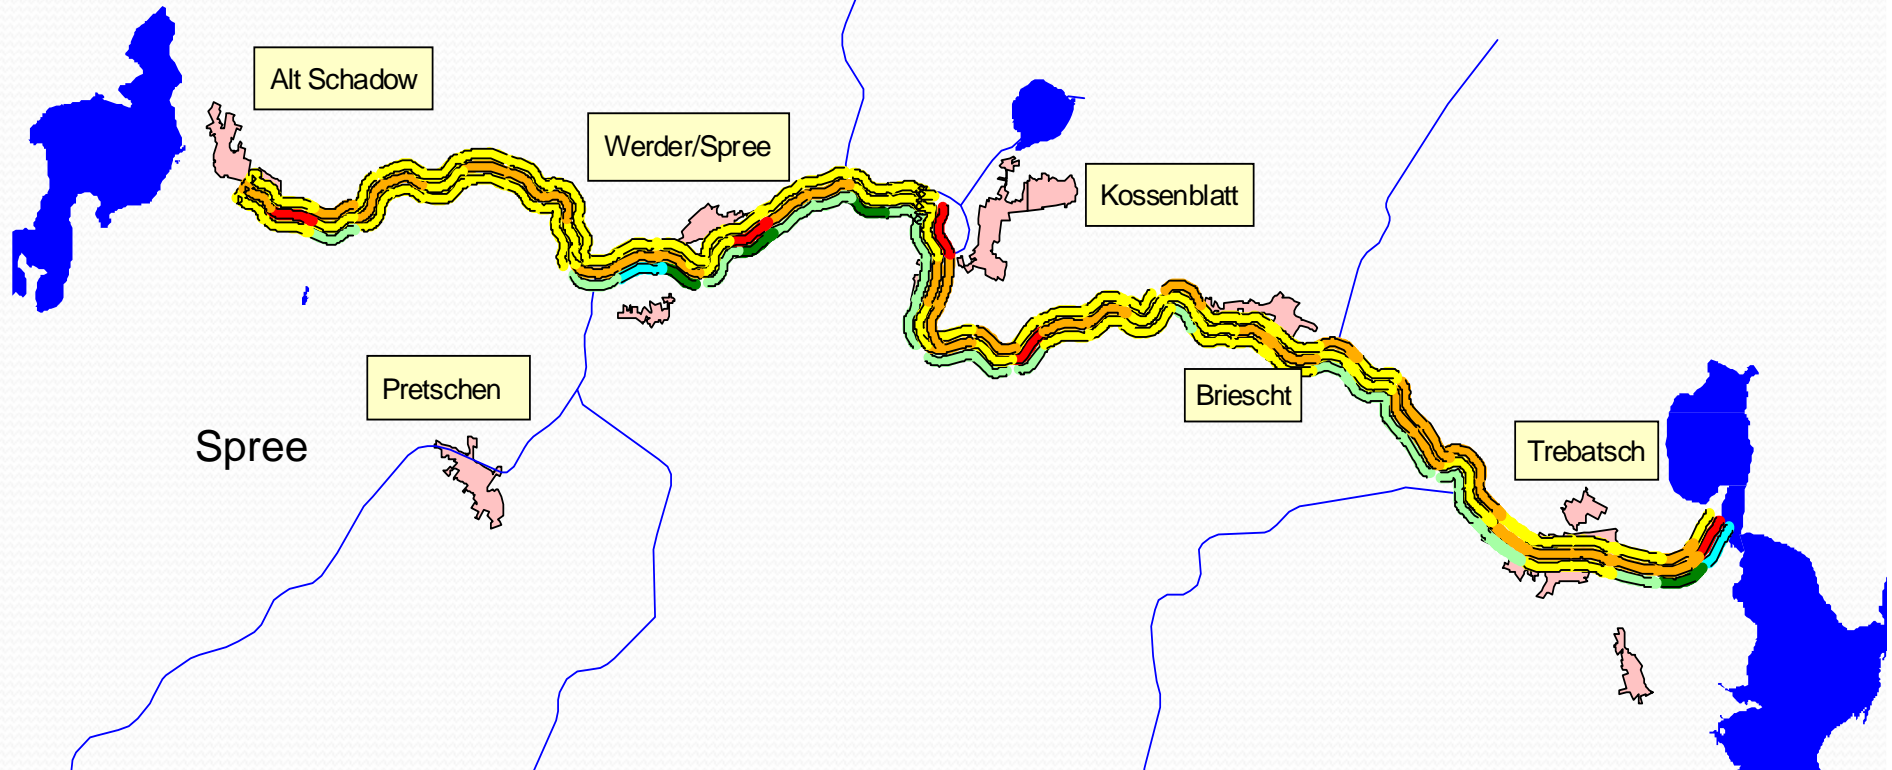 Alt Schadow
Werder/Spree
Kossenblatt
Pretschen
Briescht
Spree
Trebatsch